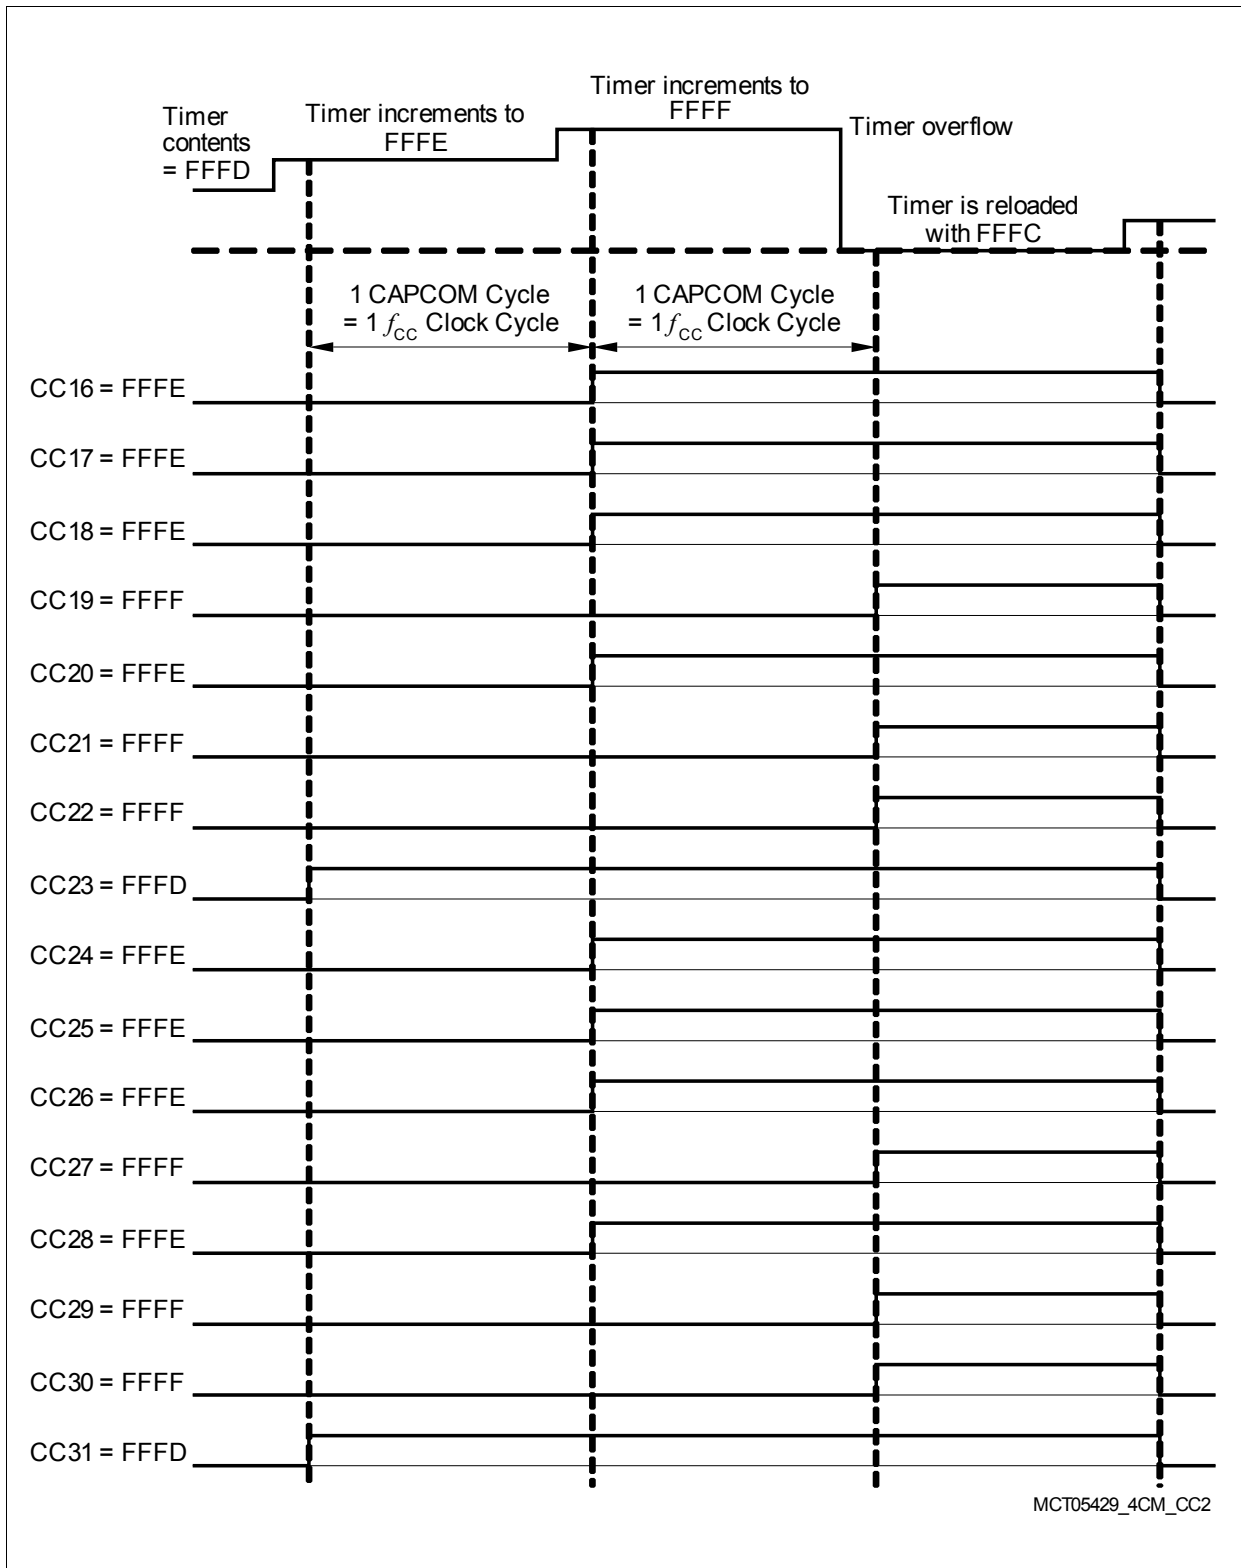 Timer increments to
FFFF
Timer
contents
= FFFD
Timer increments to
FFFE
Timer overflow
Timer is reloaded
with FFFC
1 CAPCOM Cycle
= 1 fCC Clock Cycle
1 CAPCOM Cycle
= 1 fCC Clock Cycle
CC16 = FFFE
CC17 = FFFE
CC18 = FFFE
CC19 = FFFF
CC20 = FFFE
CC21 = FFFF
CC22 = FFFF
CC23 = FFFD
CC24 = FFFE
CC25 = FFFE
CC26 = FFFE
CC27 = FFFF
CC28 = FFFE
CC29 = FFFF
CC30 = FFFF
CC31 = FFFD
MCT05429_4CM_CC2